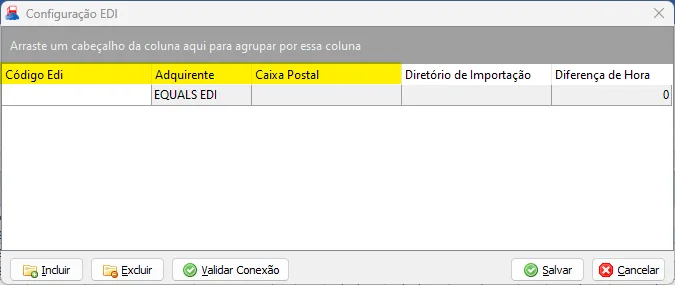 Configuração EDI
Arraste um cabeçalho da coluna aqui para agrupar por essa coluna
Código Edi Adquirente Caixa Postal Diretório de Importação Diferença de Hora
EQUALS EDI 0
Incluir Excluir Validar Conexão Salvar Cancelar